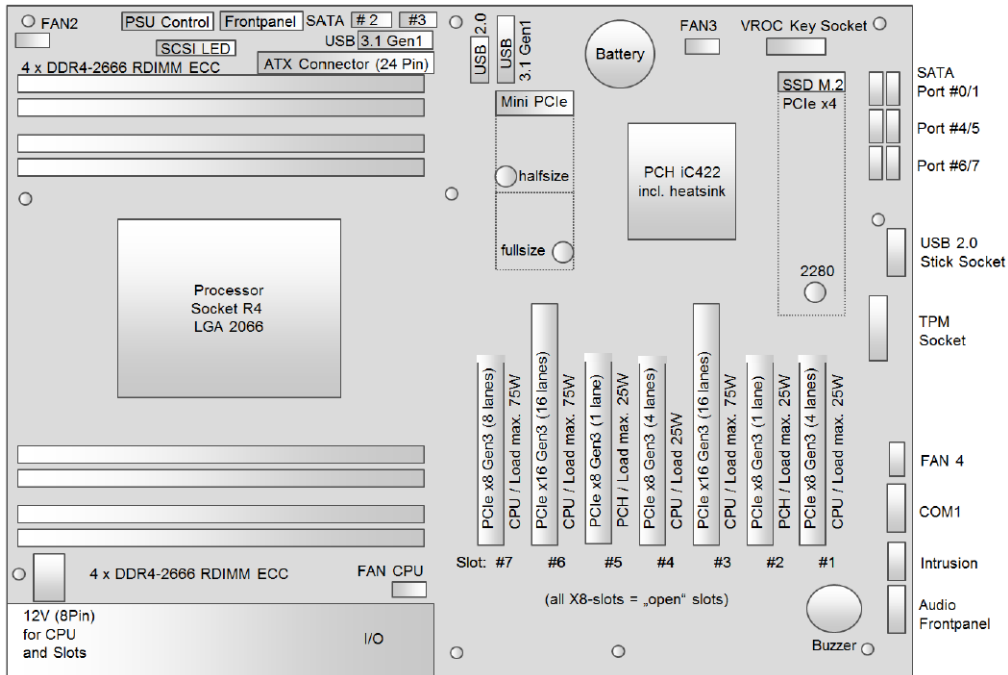 FAN2
PSU Control
Frontpanel
SATA
# 2
#3
USB 3.1 Gen1
SCSI LED
4 x DDR4-2666 RDIMM ECC
ATX Connector (24 Pin)
USB 2.0
USB
3.1 Gen1
Battery
FAN3
VROC Key Socket
SSD M.2
PCIe x4
SATA
Port #0/1
Port #4/5
Port #6/7
Mini PCIe
halfsize
fullsize
PCH iC422
incl. heatsink
2280
USB 2.0
Stick Socket
TPM
Socket
Processor
Socket R4
LGA 2066
PCIe x8 Gen3 (8 lanes)
CPU / Load max. 75W
PCIe x16 Gen3 (16 lanes)
CPU / Load max. 75W
PCIe x8 Gen3 (1 lane)
PCH / Load max. 25W
PCIe x8 Gen3 (4 lanes)
CPU / Load 25W
PCIe x16 Gen3 (16 lanes)
CPU / Load max. 75W
PCIe x8 Gen3 (1 lane)
PCH / Load max. 25W
PCIe x8 Gen3 (4 lanes)
CPU / Load max. 25W
FAN 4
COM1
Intrusion
Audio
Frontpanel
Slot: #7 #6 #5 #4 #3 #2 #1
(all X8-slots = „open“ slots)
4 x DDR4-2666 RDIMM ECC
FAN CPU
12V (8Pin)
for CPU
and Slots
I/O
Buzzer